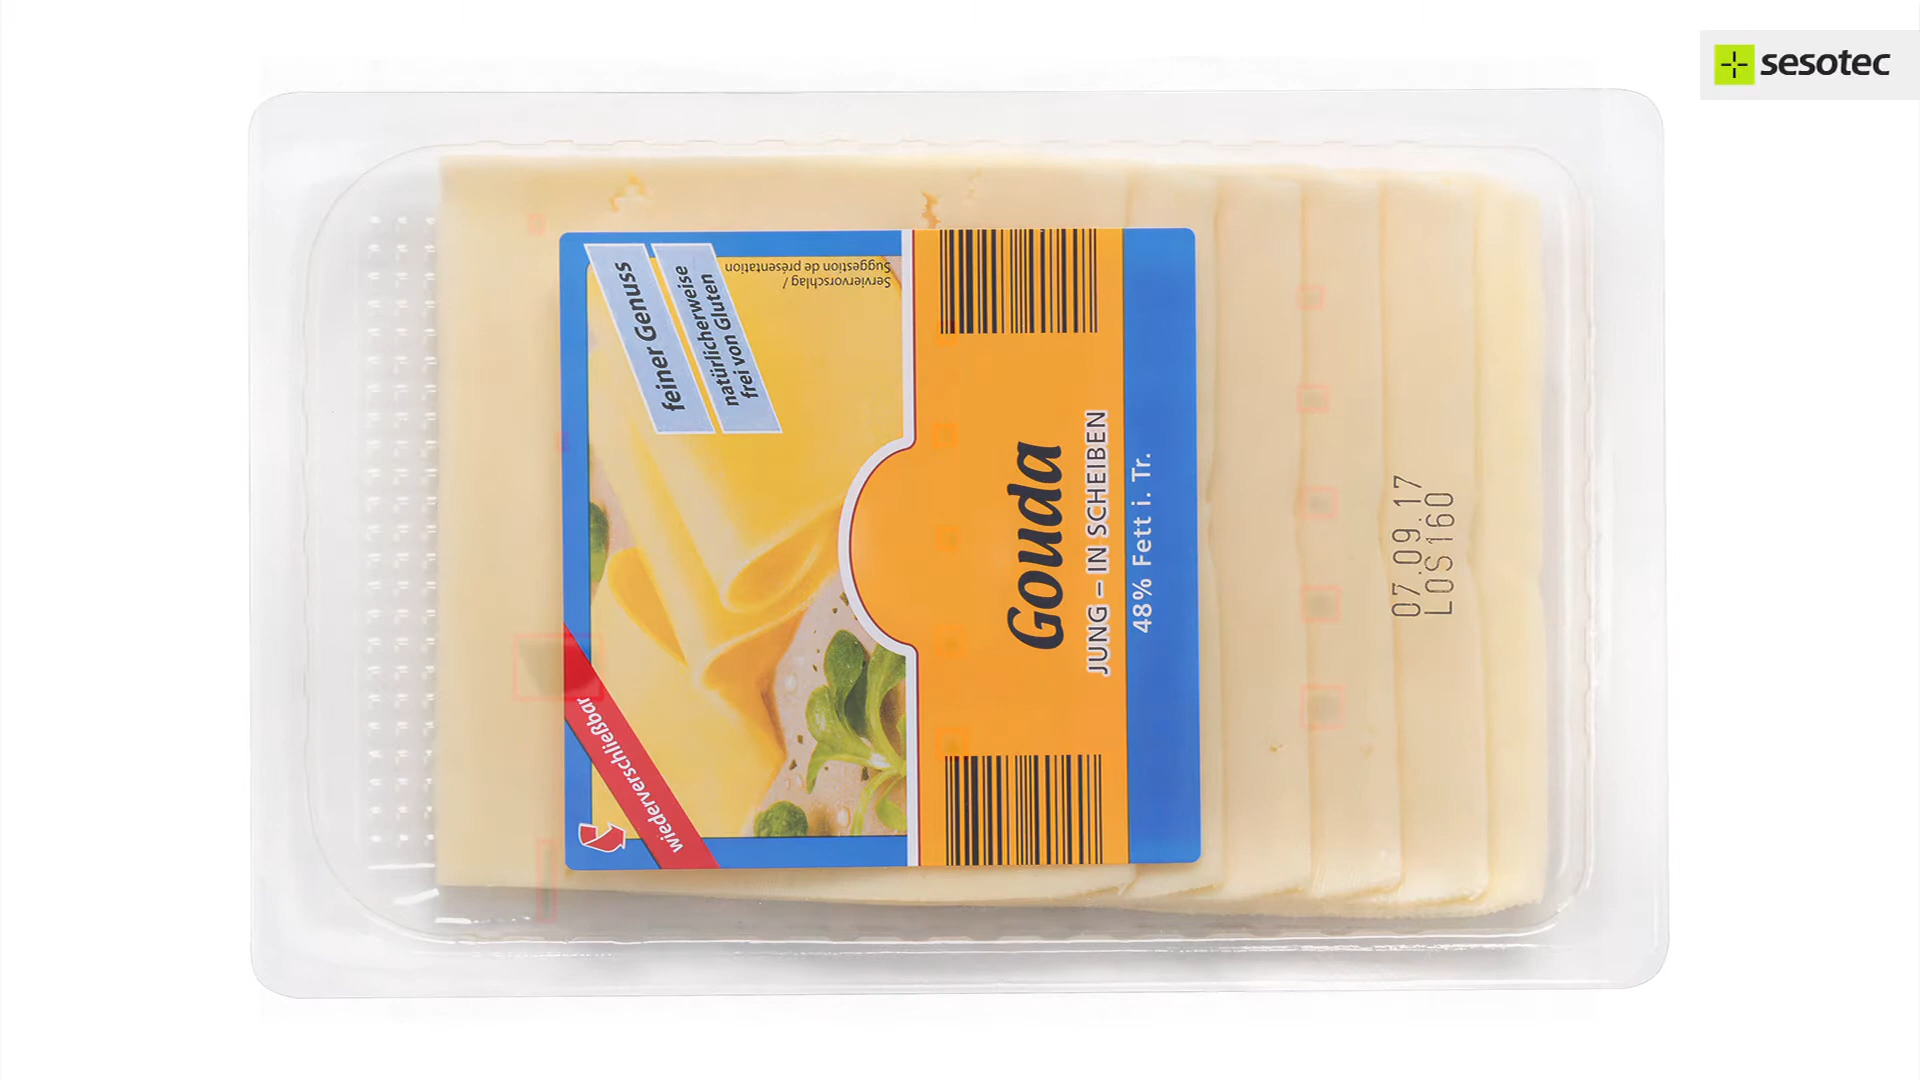 sesotec
feiner Genuss
natürlicherweise
frei von Gluten
Serviervorschlag /
Suggestion de présentation
Gouda
JUNG – IN SCHEIBEN
48% Fett i. Tr.
wiederverschließbar
07.09.17
LOS160